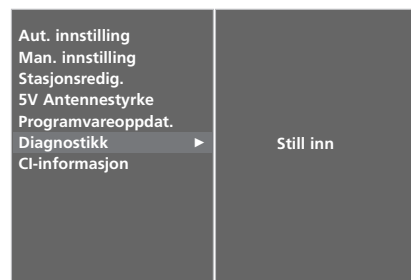 Aut. innstilling
Man. innstilling
Stasjonsredig.
5V Antennestyrke
Programvareoppdat.
Diagnostikk ►
Still inn
CI-informasjon